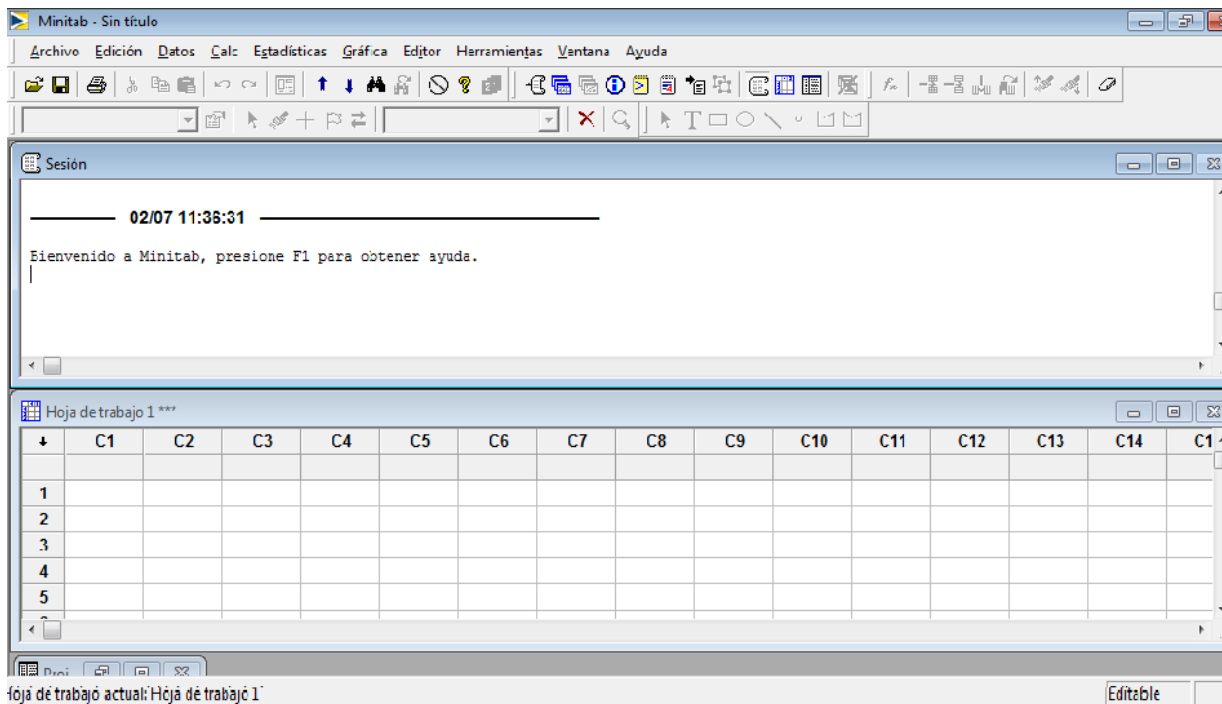 Minitab - Sin título
Archivo Edición Datos Calc Estadísticas Gráfica Editor Herramientas Ventana Ayuda
Sesión
02/07 11:36:31
Bienvenido a Minitab, presione F1 para obtener ayuda.
Hoja de trabajo 1 ***
C1 C2 C3 C4 C5 C6 C7 C8 C9 C10 C11 C12 C13 C14 C1
1
2
3
4
5
Proj
Hoja de trabajo actual: Hoja de trabajo 1
Editable